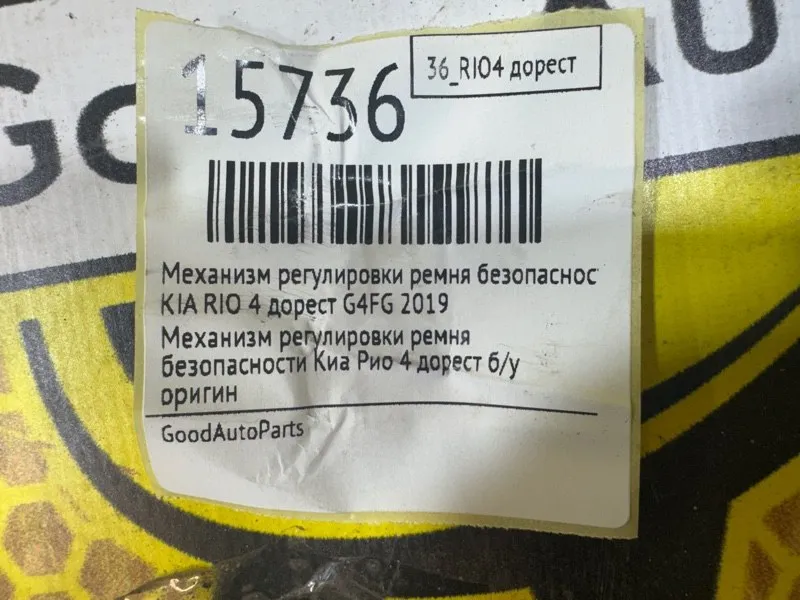 15736
36_RIO4 дорест
Механизм регулировки ремня безопаснос
KIA RIO 4 дорест G4FG 2019
Механизм регулировки ремня
безопасности Киа Рио 4 дорест б/у
оригин
GoodAutoParts